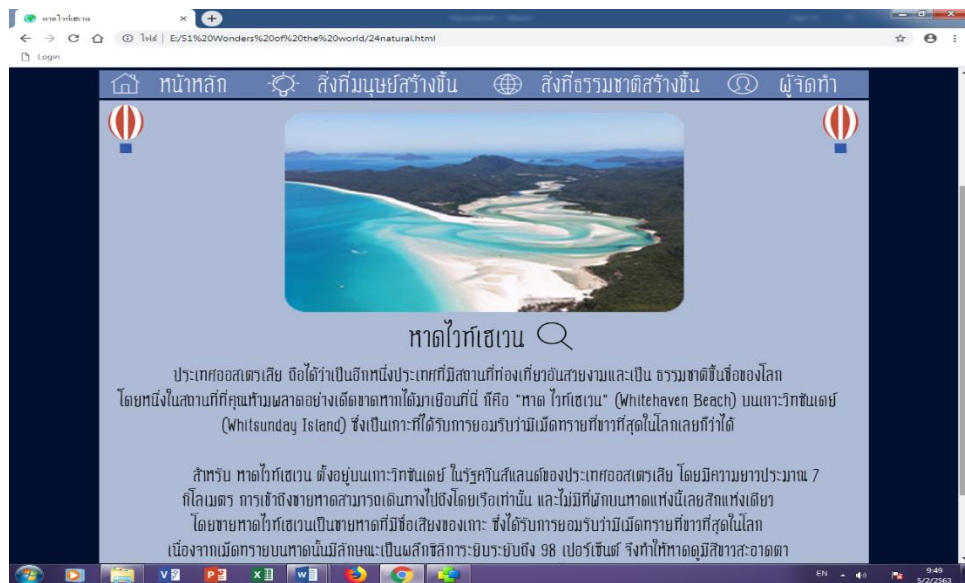 หาดไวท์เฮเวน
ไฟล์ | E:/51%20Wonders%20of%20the%20world/24natural.html
Login
หน้าหลัก สิ่งที่มนุษย์สร้างขึ้น สิ่งที่ธรรมชาติสร้างขึ้น ผู้จัดทำ
หาดไวท์เฮเวน
ประเทศออสเตรเลีย ถือได้ว่าเป็นอีกหนึ่งประเทศที่มีสถานที่ท่องเที่ยวอันสวยงามและเป็น ธรรมชาติขึ้นชื่อของโลก
โดยหนึ่งในสถานที่ที่คุณห้ามพลาดอย่างเด็ดขาดหากได้มาเยือนที่นี่ ก็คือ "หาด ไวท์เฮเวน" (Whitehaven Beach) บนเกาะวิทซันเดย์
(Whitsunday Island) ซึ่งเป็นเกาะที่ได้รับการยอมรับว่ามีเม็ดทรายที่ขาวที่สุดในโลกเลยก็ว่าได้
สำหรับ หาดไวท์เฮเวน ตั้งอยู่บนเกาะวิทซันเดย์ ในรัฐควีนส์แลนด์ของประเทศออสเตรเลีย โดยมีความยาวประมาณ 7
กิโลเมตร การเข้าถึงชายหาดสามารถเดินทางไปถึงโดยเรือเท่านั้น และไม่มีที่พักบนหาดแห่งนี้เลยสักแห่งเดียว
โดยชายหาดไวท์เฮเวนเป็นชายหาดที่มีชื่อเสียงของเกาะ ซึ่งได้รับการยอมรับว่ามีเม็ดทรายที่ขาวที่สุดในโลก
เนื่องจากเม็ดทรายบนหาดนั้นมีลักษณะเป็นผลึกซิลิการะยิบระยับถึง 98 เปอร์เซ็นต์ จึงทำให้หาดดูมีสีขาวสะอาดตา
EN
9:49
5/2/2563